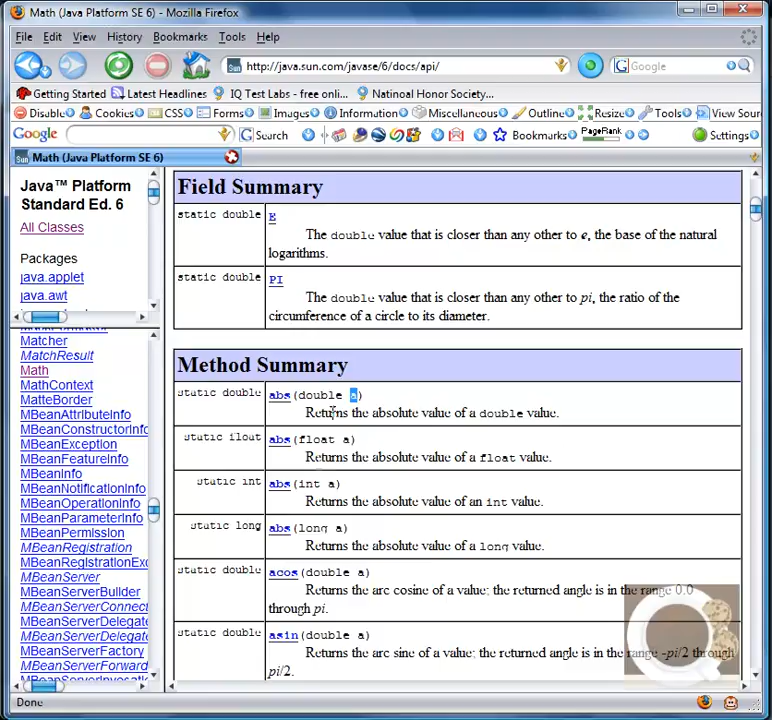 Math (Java Platform SE 6) - Mozilla Firefox
File Edit View History Bookmarks Tools Help
http://java.sun.com/javase/6/docs/api/ Google
Getting Started Latest Headlines IQ Test Labs - free onli... Natinoal Honor Society...
Disable Cookies CSS Forms Images Information Miscellaneous Outline Resize Tools View Sour
Google Search Bookmarks PageRank Settings
Math (Java Platform SE 6)
Java™ Platform
Standard Ed. 6
All Classes
Packages
java.applet
java.awt
Matcher
MatchResult
Math
MathContext
MatteBorder
MBeanAttributeInfo
MBeanConstructorInfo
MBeanException
MBeanFeatureInfo
MBeanInfo
MBeanNotificationInfo
MBeanOperationInfo
MBeanParameterInfo
MBeanPermission
MBeanRegistration
MBeanRegistrationExc
MBeanServer
MBeanServerBuilder
MBeanServerConnect
MBeanServerDelegate
MBeanServerDelegate
MBeanServerFactory
MBeanServerForward
MBeanServerInvocati
Field Summary
static double E
The double value that is closer than any other to e, the base of the natural
logarithms.
static double PI
The double value that is closer than any other to pi, the ratio of the
circumference of a circle to its diameter.
Method Summary
static double abs(double a)
Returns the absolute value of a double value.
static float abs(float a)
Returns the absolute value of a float value.
static int abs(int a)
Returns the absolute value of an int value.
static long abs(long a)
Returns the absolute value of a long value.
static double acos(double a)
Returns the arc cosine of a value; the returned angle is in the range 0.0
through pi.
static double asin(double a)
Returns the arc sine of a value; the returned angle is in the range -pi/2 through
pi/2.
Done